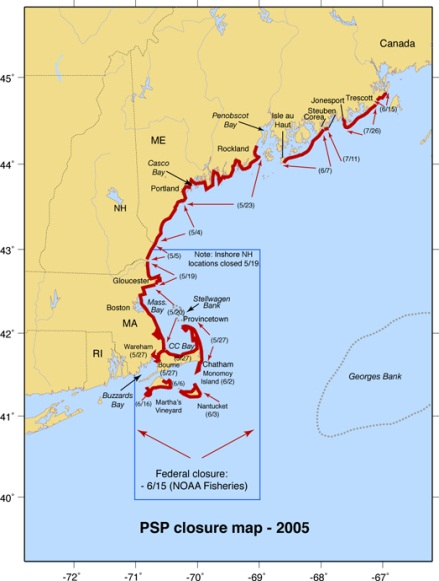 Canada
45˚
Jonesport
Trescott
Steuben
Corea
(6/15)
Penobscot
Bay
Isle au
Haut
(7/26)
ME
Rockland
(7/11)
Casco
Bay
44˚
(6/7)
Portland
NH
(5/23)
(5/4)
43˚
(5/5)
Note: Inshore NH
locations closed 5/19
(5/19)
Gloucester
Mass.
Bay
Stellwagen
Bank
Boston
(5/20)
Provincetown
MA
42˚
(5/27)
Wareham
(5/27)
CC Bay
(5/27)
RI
Bourne
(5/27)
Chatham
Monomoy
Island (6/2)
Georges Bank
(6/6)
Buzzards
Bay
(6/16)
Martha's
Vineyard
Nantucket
(6/3)
41˚
Federal closure:
- 6/15 (NOAA Fisheries)
40˚
PSP closure map - 2005
-72˚ -71˚ -70˚ -69˚ -68˚ -67˚